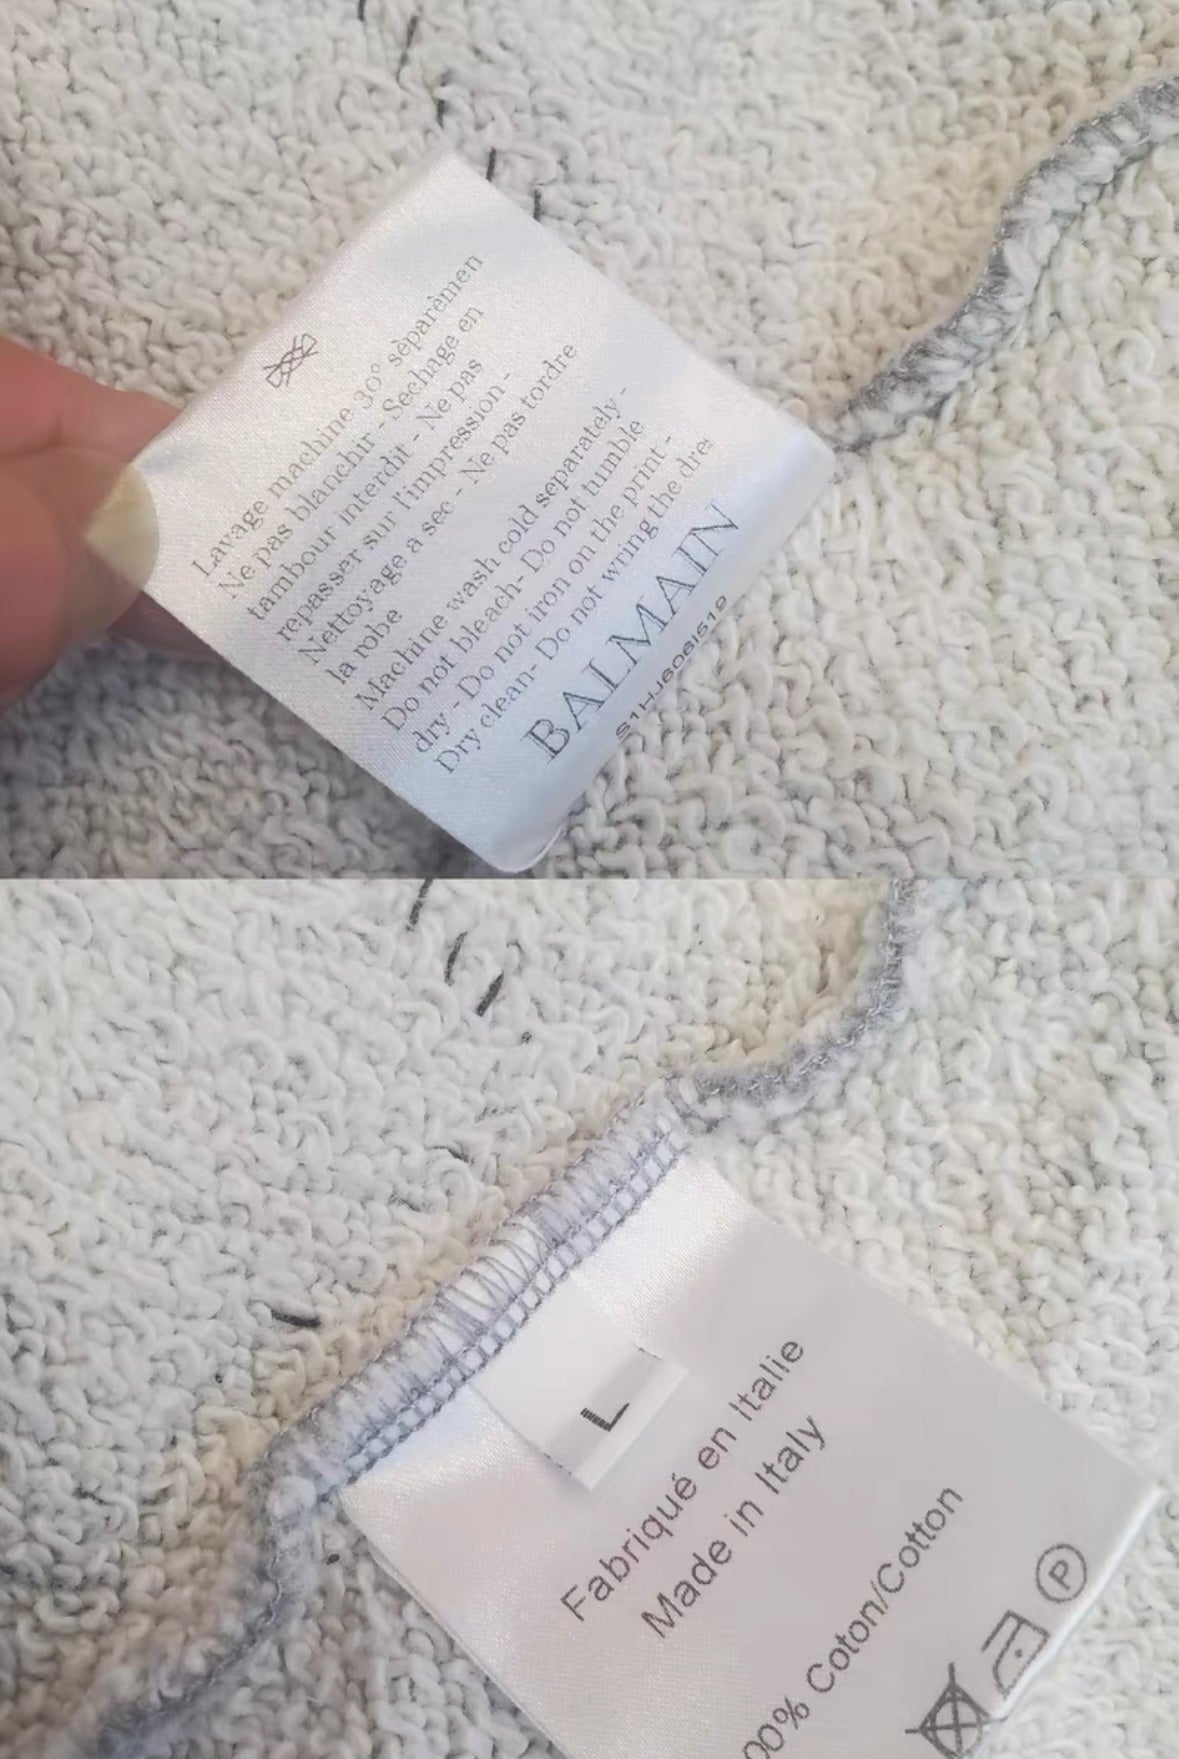 Lavage machine 30° sèparèmen
Ne pas blanchir - Sechage en
tambour interdit - Ne pas
repasser sur l'impression -
Nettoyage a sec - Ne pas tordre
la robe
Machine wash cold separately -
Do not bleach- Do not tumble
dry - Do not iron on the print -
Dry clean- Do not wring the
BALMAIN
L
Fabriqué en Italie
Made in Italy
00% Coton/Cotton
P